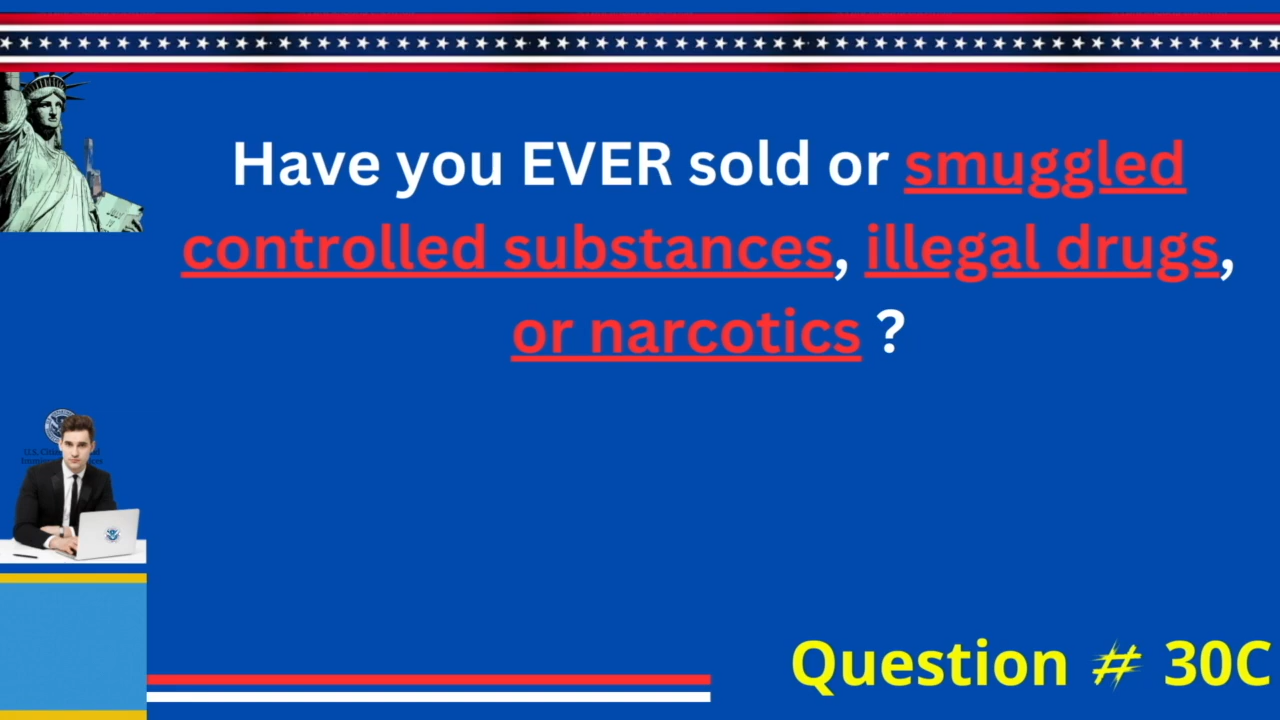 Have you EVER sold or smuggled
controlled substances, illegal drugs,
or narcotics ?
Question # 30C